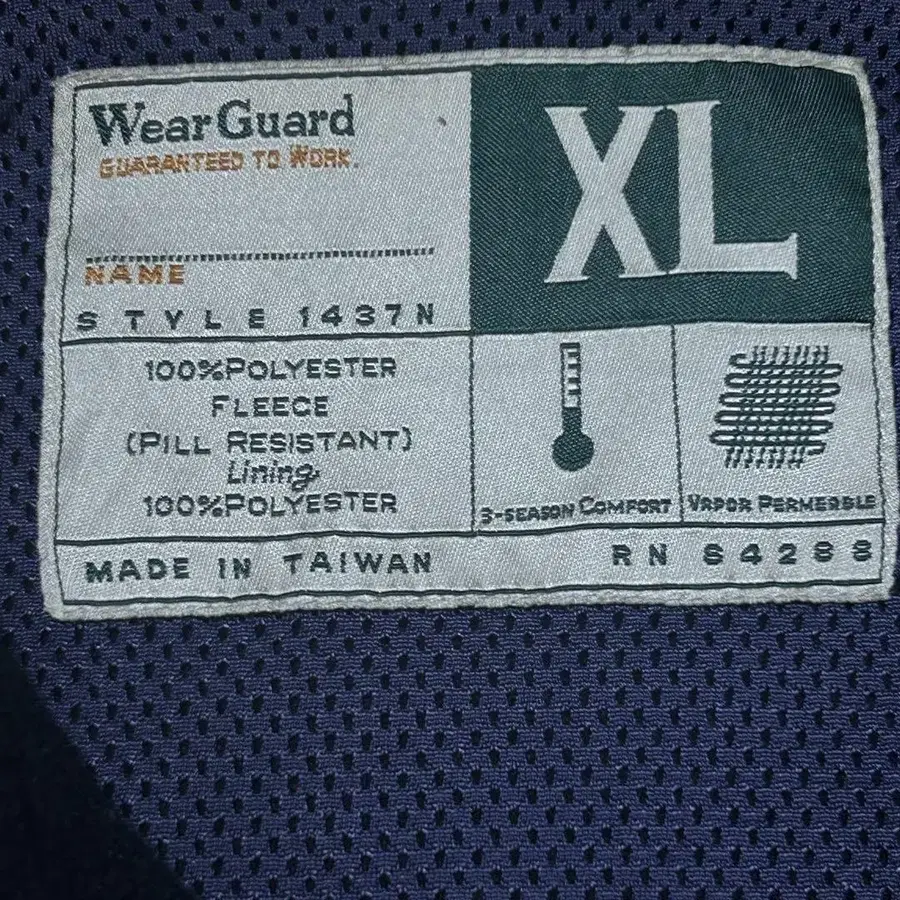 WearGuard
GUARANTEED TO WORK.
NAME
STYLE 1437N
XL
100%POLYESTER
FLEECE
(PILL RESISTANT)
Lining
100%POLYESTER
3-SEASON COMFORT
VAPOR PERMEABLE
MADE IN TAIWAN
RN 64288